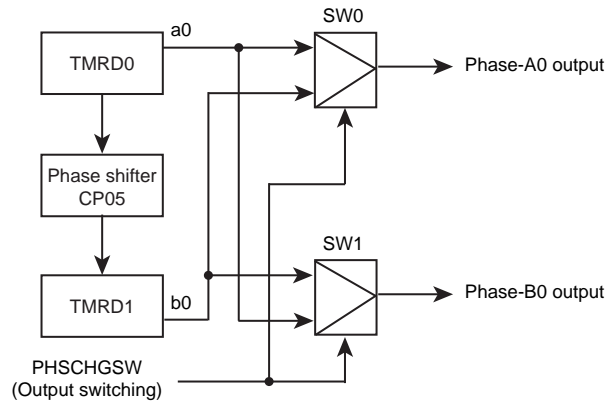 SW0
a0
TMRD0
Phase-A0 output
Phase shifter
CP05
SW1
TMRD1
b0
Phase-B0 output
PHSCHGSW
(Output switching)